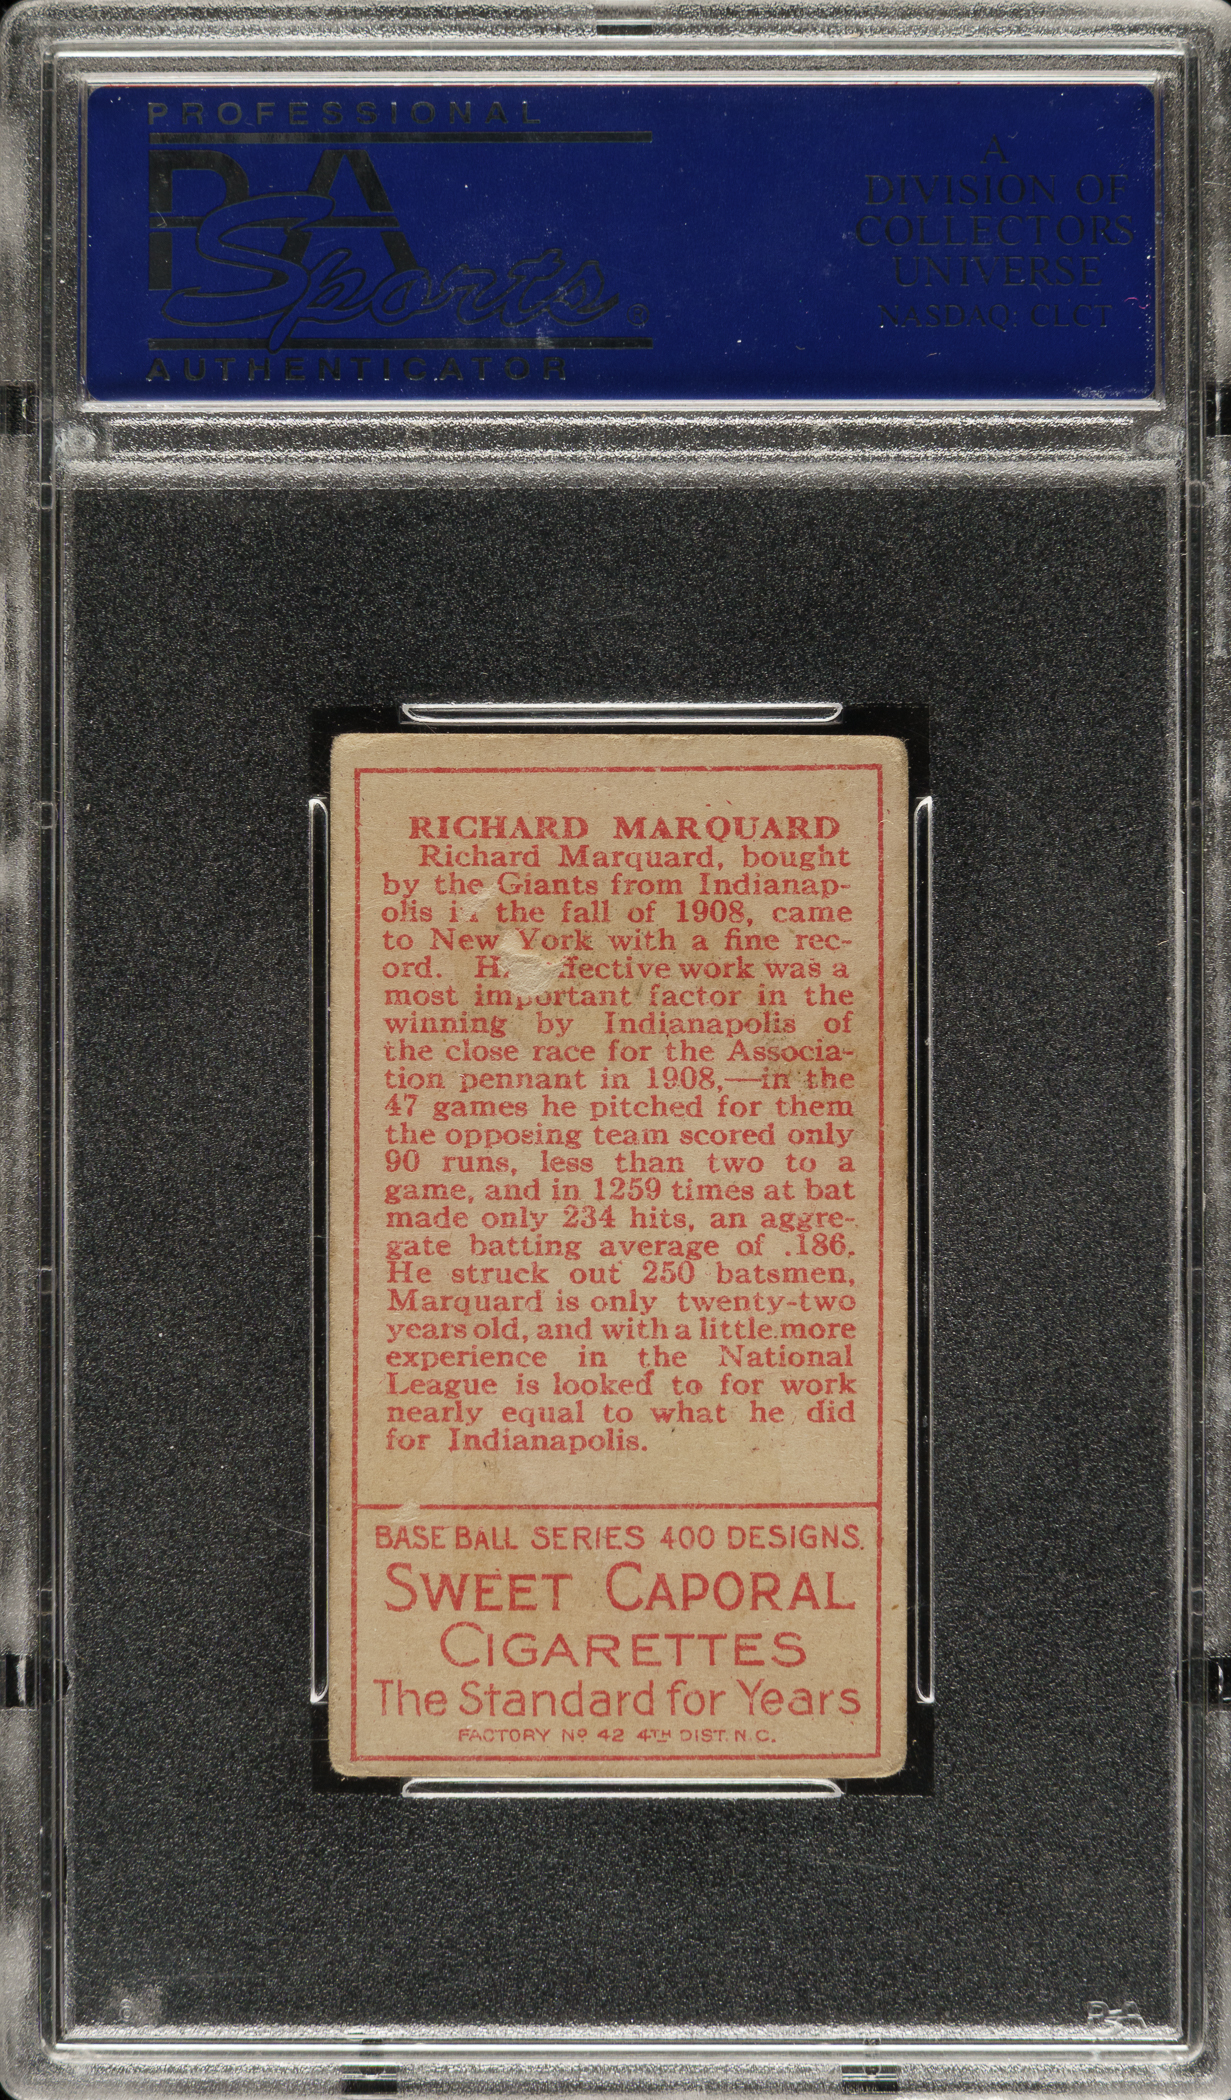 PROFESSIONAL
PSA
Sports®
AUTHENTICATOR
A
DIVISION OF
COLLECTORS
UNIVERSE
NASDAQ: CLCT
RICHARD MARQUARD
Richard Marquard, bought
by the Giants from Indianap-
olis in the fall of 1908, came
to New York with a fine rec-
ord. fective work was a
most important factor in the
winning by Indianapolis of
the close race for the Associa-
tion pennant in 1908,—in the
47 games he pitched for them
the opposing team scored only
90 runs, less than two to a
game, and in 1259 times at bat
made only 234 hits, an aggre-
gate batting average of .186.
He struck out 250 batsmen,
Marquard is only twenty-two
years old, and with a little more
experience in the National
League is looked to for work
nearly equal to what he did
for Indianapolis.
BASE BALL SERIES 400 DESIGNS.
SWEET CAPORAL
CIGARETTES
The Standard for Years
FACTORY Nº 42 4TH DIST. N.C.
PSA